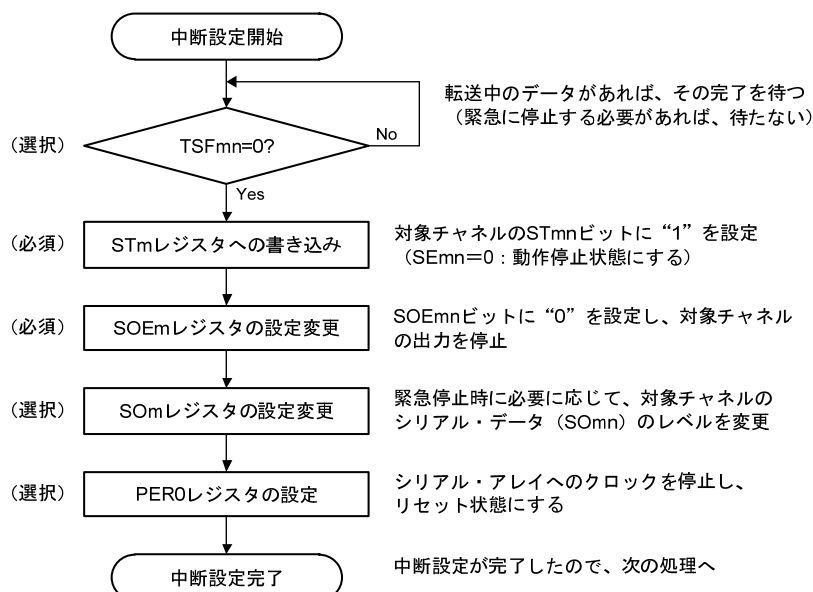 中断設定開始
転送中のデータがあれば、その完了を待つ
（緊急に停止する必要があれば、待たない）
No
（選択）
TSFmn=0?
Yes
（必須）
STmレジスタへの書き込み
対象チャネルのSTmnビットに“1”を設定
（SEmn＝0：動作停止状態にする）
（必須）
SOEmレジスタの設定変更
SOEmnビットに“0”を設定し、対象チャネル
の出力を停止
（選択）
SOmレジスタの設定変更
緊急停止時に必要に応じて、対象チャネルの
シリアル・データ（SOmn）のレベルを変更
（選択）
PER0レジスタの設定
シリアル・アレイへのクロックを停止し、
リセット状態にする
中断設定完了
中断設定が完了したので、次の処理へ